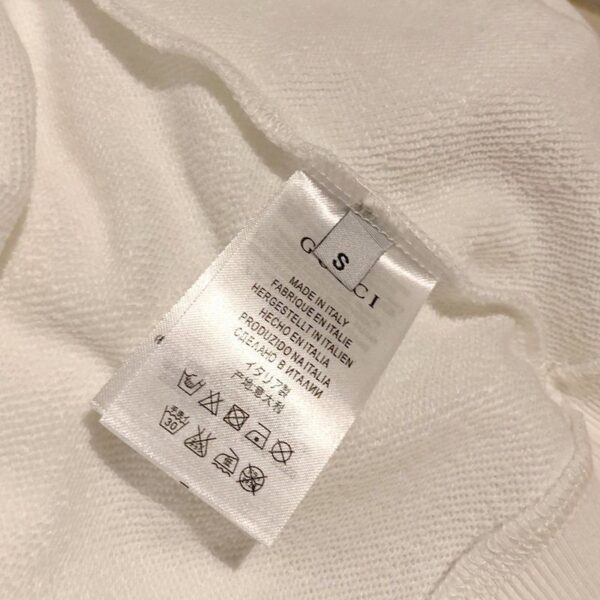 S
GUCCI
MADE IN ITALY
FABRIQUE EN ITALIE
HERGESTELLT IN ITALIEN
HECHO EN ITALIA
PRODUZIDO NA ITALIA
СДЕЛАНО В ИТАЛИИ
イタリア製
产地意大利
30